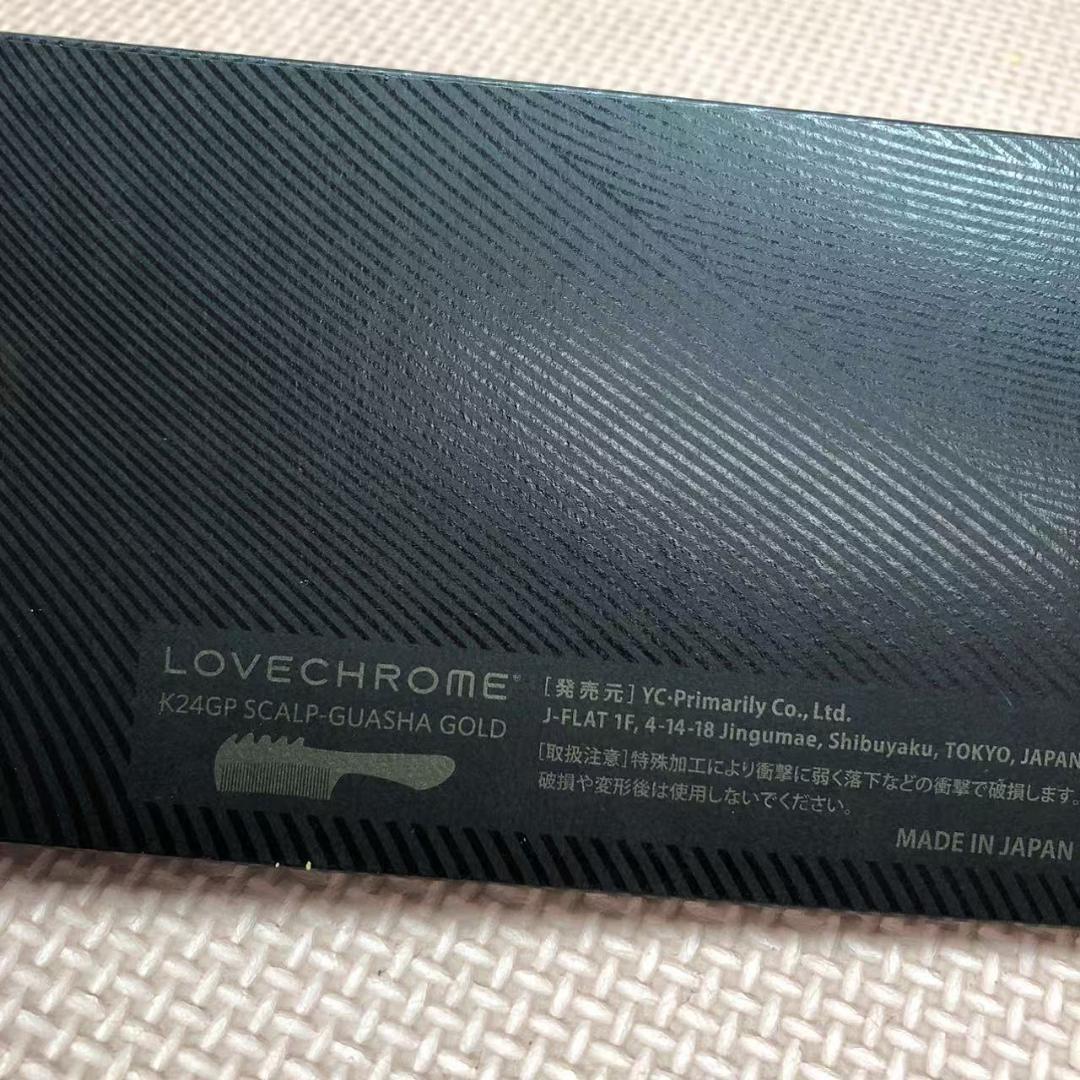 LOVECHROME®
K24GP SCALP-GUASHA GOLD
[発売元] YC・Primarily Co., Ltd.
J-FLAT 1F, 4-14-18 Jingumae, Shibuyaku, TOKYO, JAPAN
[取扱注意]特殊加工により衝撃に弱く落下などの衝撃で破損します。
破損や変形後は使用しないでください。
MADE IN JAPAN